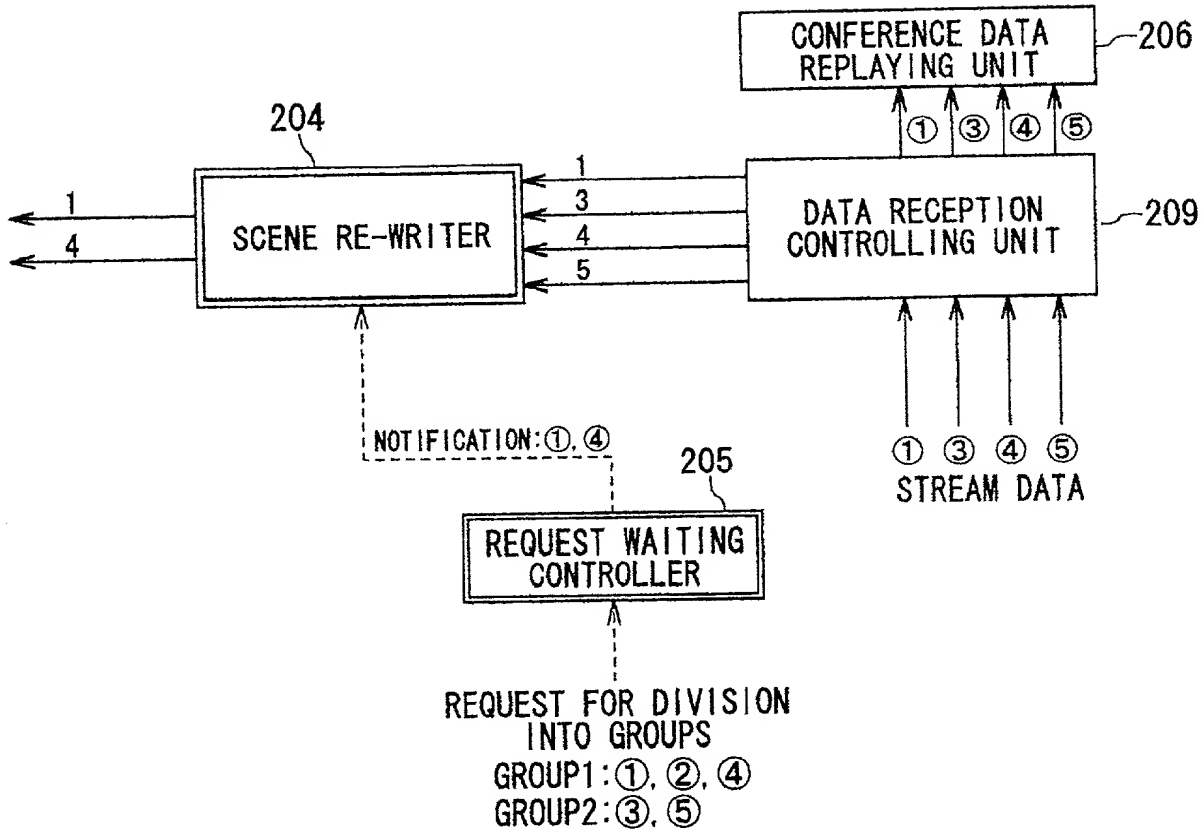 CONFERENCE DATA
REPLAYING UNIT
206
① ③ ④ ⑤
204
1
3
4
5
SCENE RE-WRITER
1
4
DATA RECEPTION
CONTROLLING UNIT
209
NOTIFICATION:①, ④
① ③ ④ ⑤
STREAM DATA
205
REQUEST WAITING
CONTROLLER
REQUEST FOR DIVISION
INTO GROUPS
GROUP1:①, ②, ④
GROUP2:③, ⑤